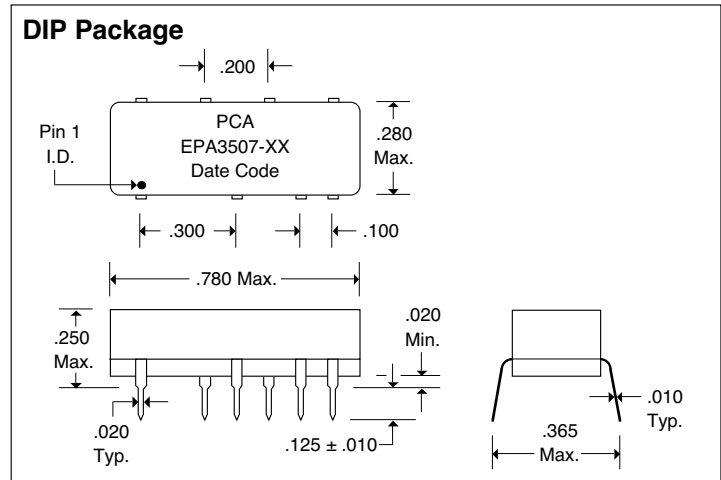 DIP Package
.200
PCA
EPA3507-XX
Date Code
Pin 1
I.D.
.280
Max.
.300
.100
.780 Max.
.250
Max.
.020
Min.
.020
Typ.
.125 ± .010
.010
Typ.
.365
Max.